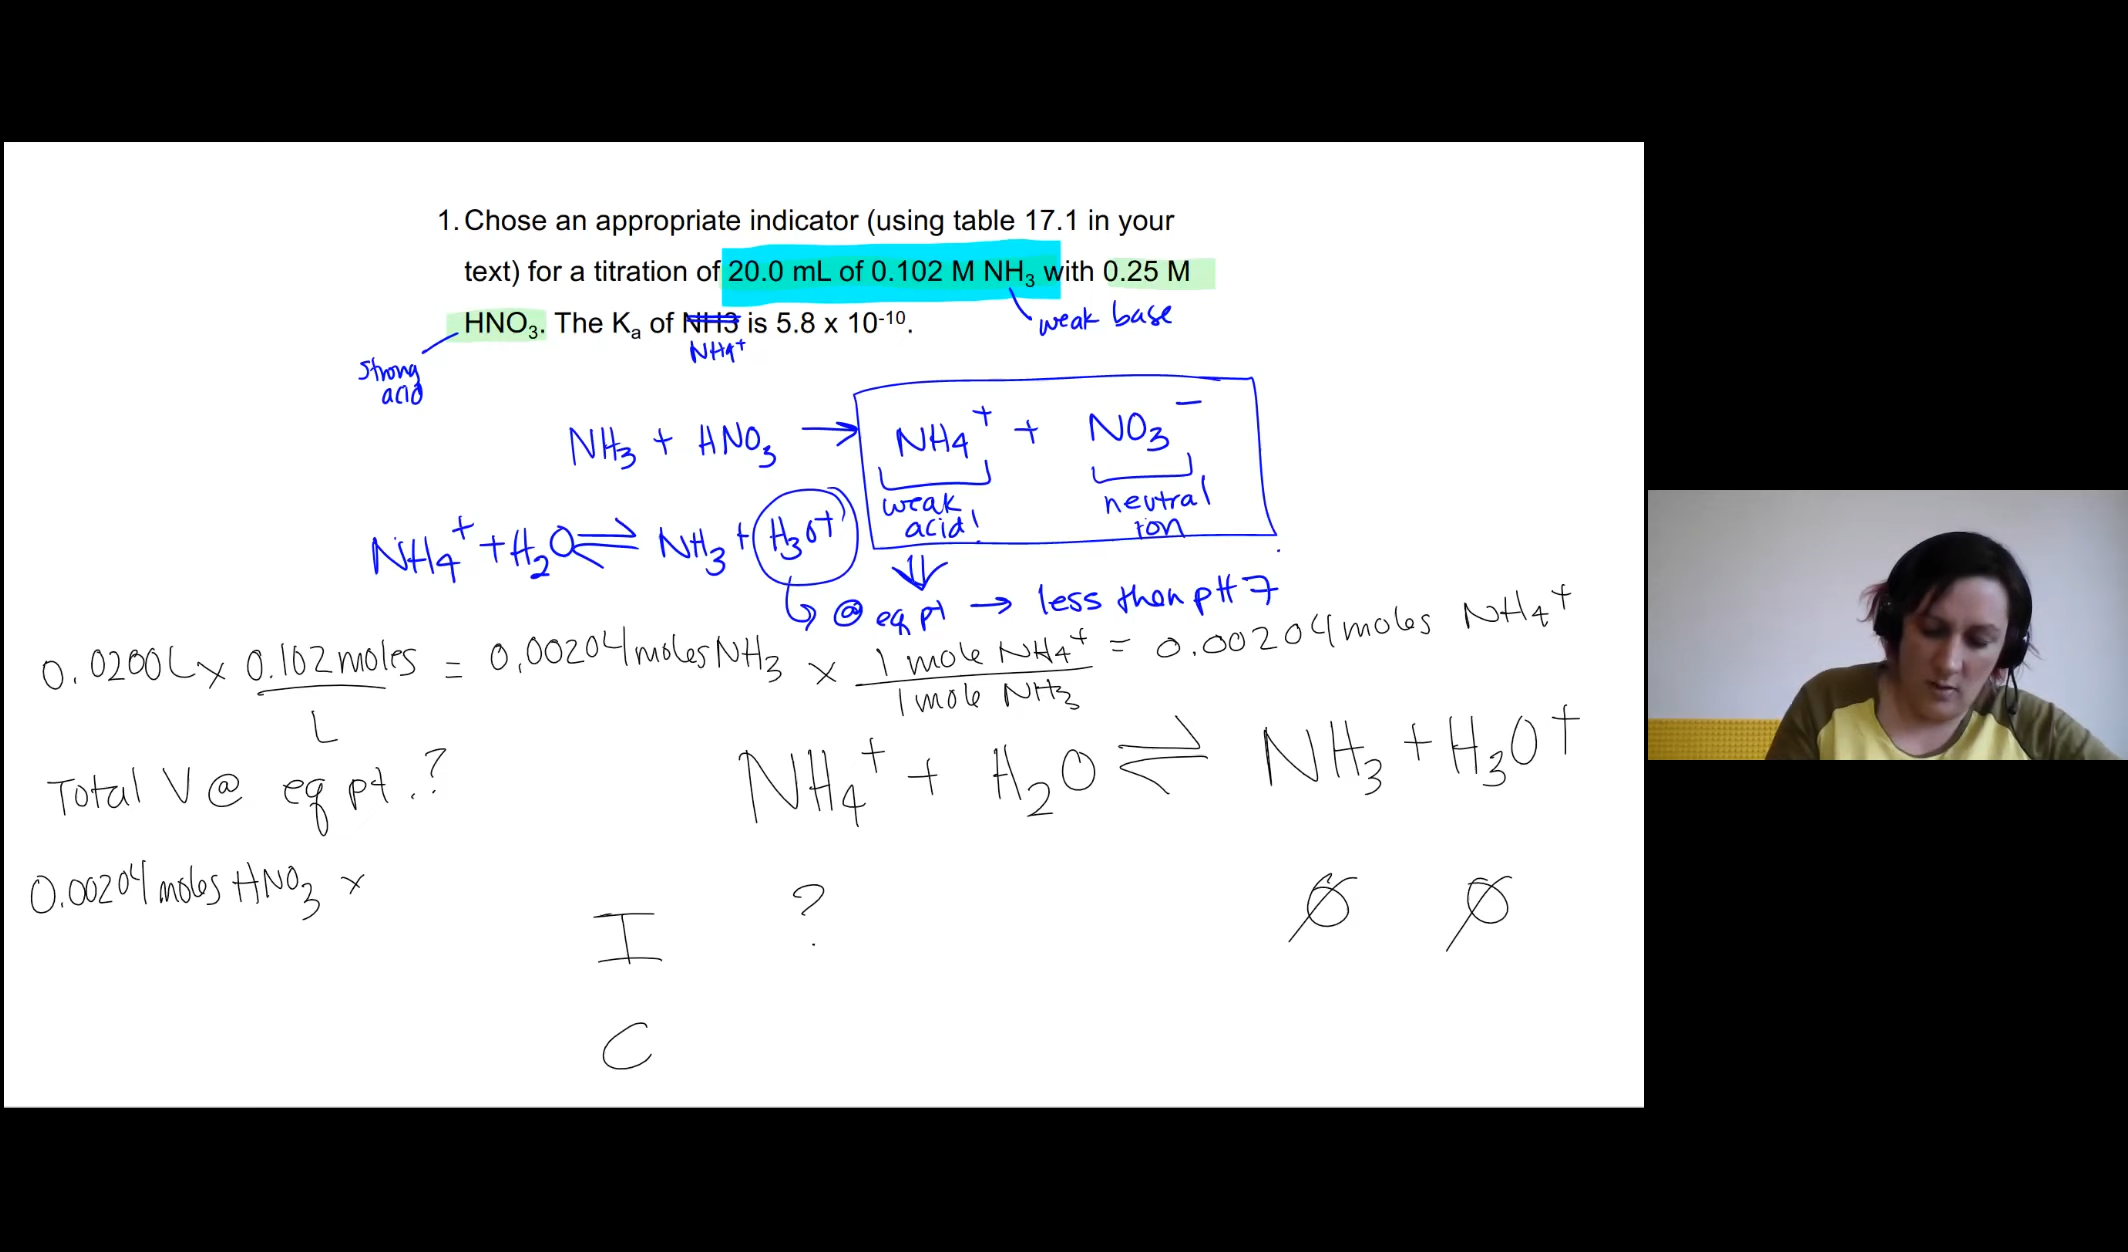 1. Chose an appropriate indicator (using table 17.1 in your
text) for a titration of 20.0 mL of 0.102 M NH₃ with 0.25 M
HNO₃. The Kₐ of NH3 is 5.8 x 10⁻¹⁰.
weak base
NH4⁺
strong
acid
NH₃ + HNO₃ → NH4⁺ + NO₃⁻
weak
acid!
neutral
ion
NH4⁺ + H₂O ⇌ NH₃ + H₃O⁺
@ eq pt → less than pH 7
0.0200L x 0.102 moles / L = 0.00204 moles NH₃ x 1 mole NH4⁺ / 1 mole NH₃ = 0.00204 moles NH₄⁺
Total V @ eq pt.?
NH₄⁺ + H₂O ⇌ NH₃ + H₃O⁺
0.00204 moles HNO₃ x
I ? Ø Ø
C